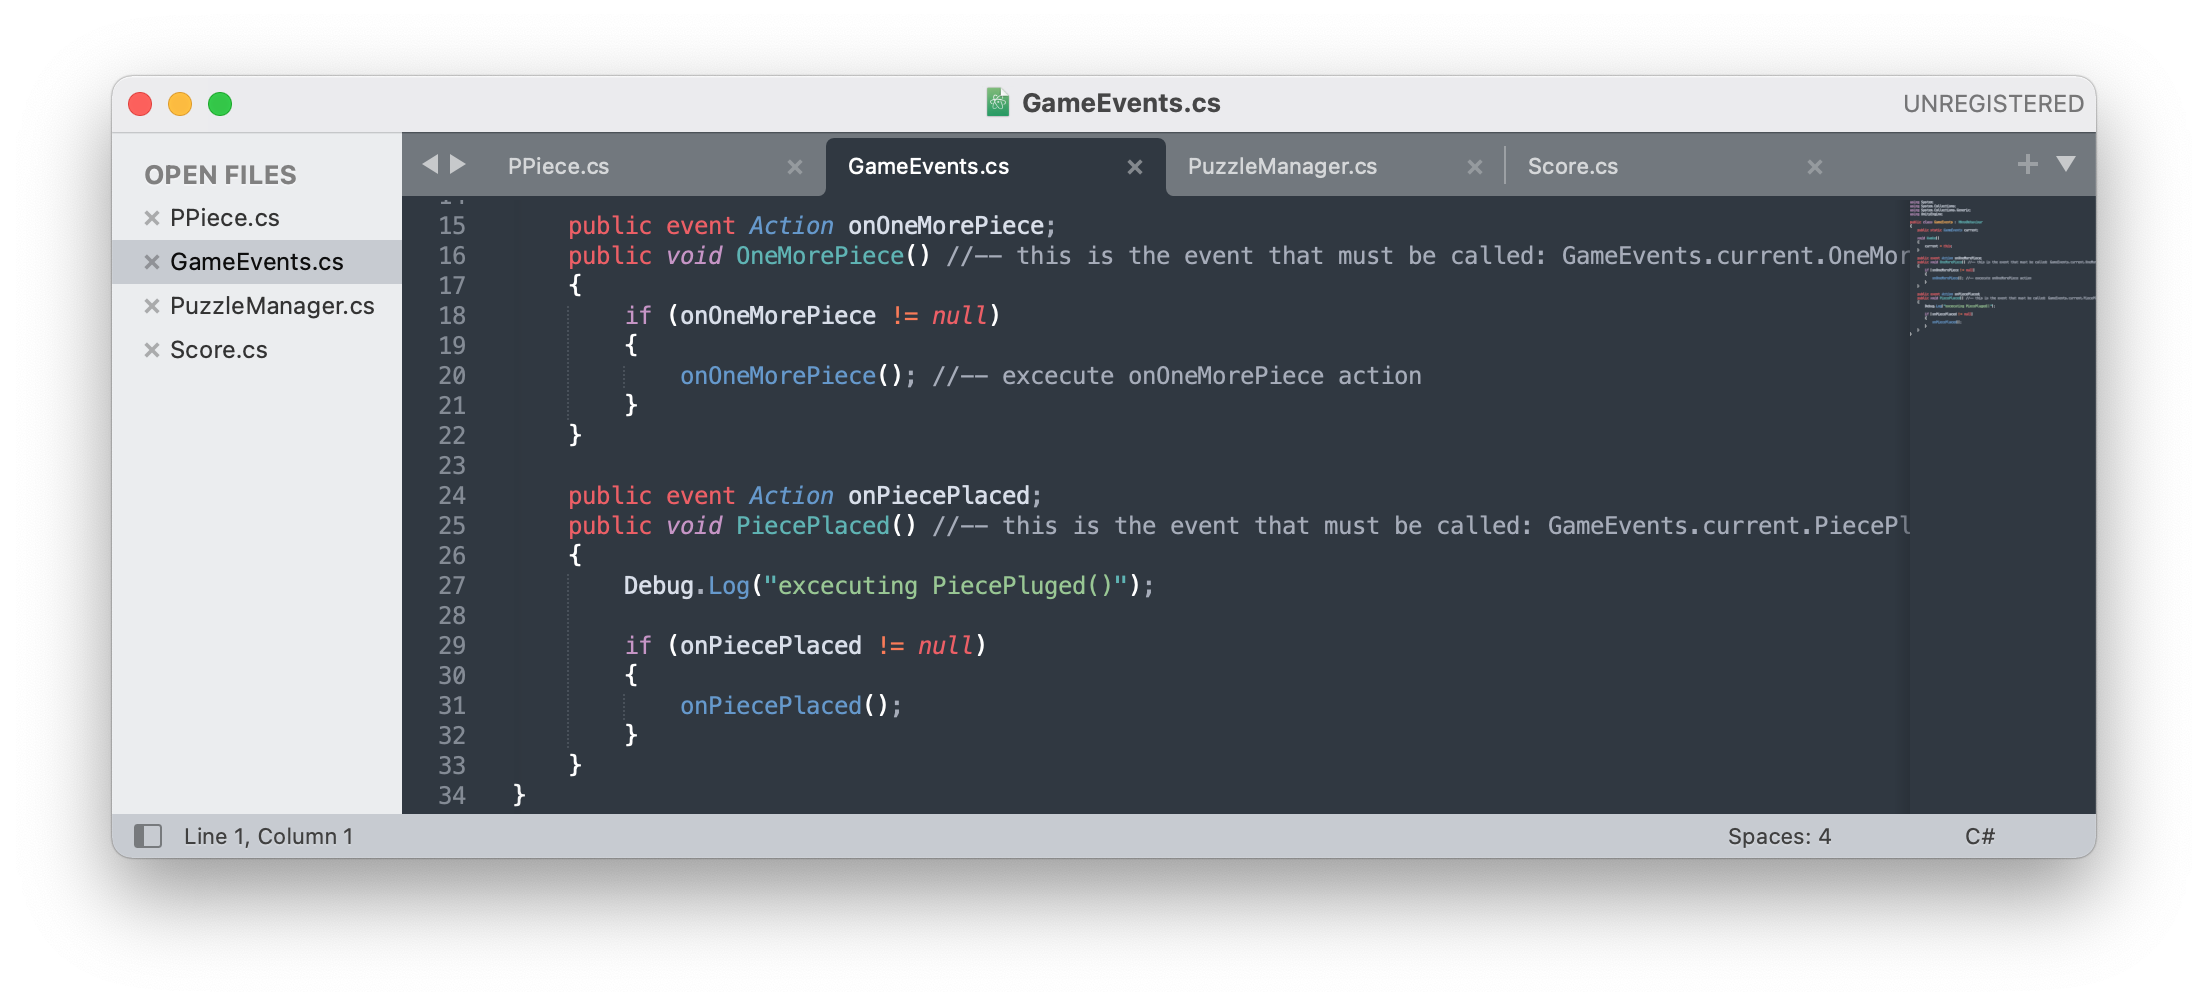 GameEvents.cs
UNREGISTERED
OPEN FILES
PPiece.cs
GameEvents.cs
PuzzleManager.cs
Score.cs
PPiece.cs
GameEvents.cs
PuzzleManager.cs
Score.cs
15 public event Action onOneMorePiece;
16 public void OneMorePiece() //-- this is the event that must be called: GameEvents.current.OneMor
17 {
18 if (onOneMorePiece != null)
19 {
20 onOneMorePiece(); //-- excecute onOneMorePiece action
21 }
22 }
23
24 public event Action onPiecePlaced;
25 public void PiecePlaced() //-- this is the event that must be called: GameEvents.current.PiecePl
26 {
27 Debug.Log("excecuting PiecePluged()");
28
29 if (onPiecePlaced != null)
30 {
31 onPiecePlaced();
32 }
33 }
34 }
Line 1, Column 1
Spaces: 4
C#